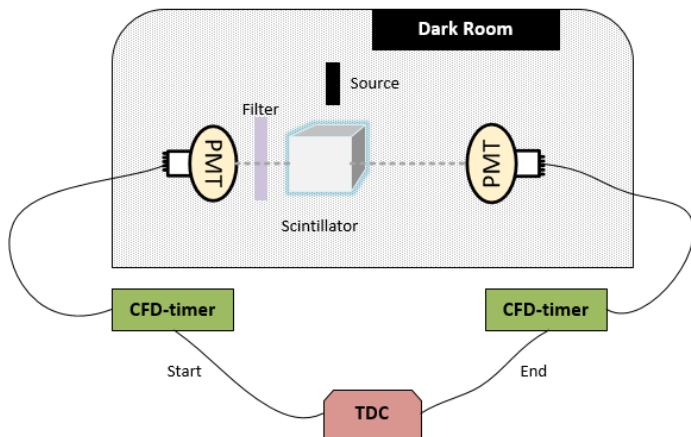 Dark Room
Source
Filter
PMT
PMT
Scintillator
CFD-timer
CFD-timer
Start
End
TDC